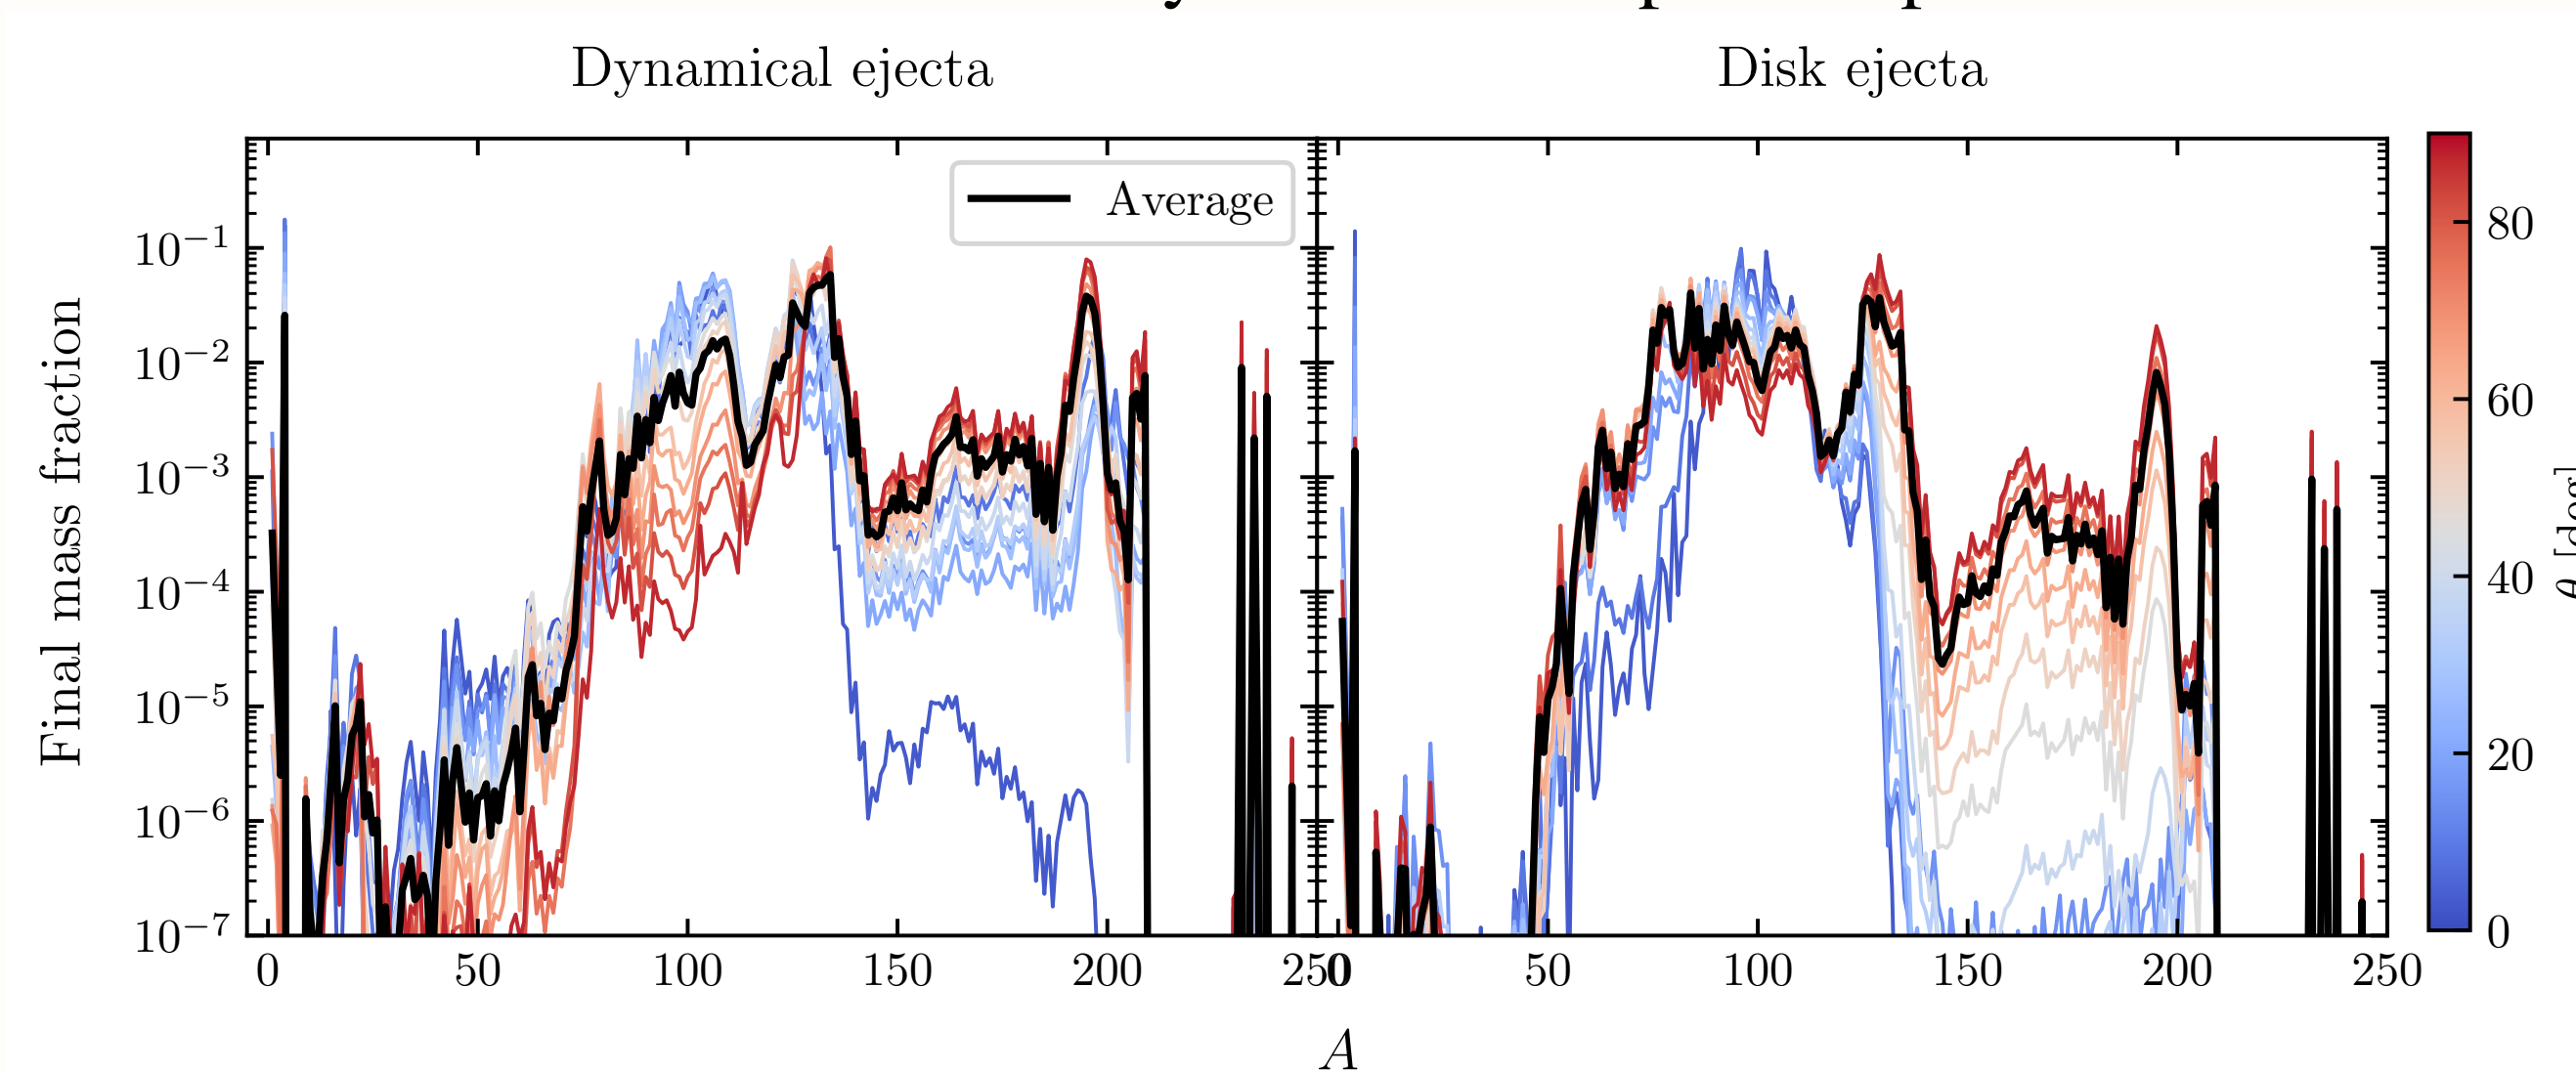 Dynamical ejecta
Disk ejecta
Average
Final mass fraction
10⁻¹
10⁻²
10⁻³
10⁻⁴
10⁻⁵
10⁻⁶
10⁻⁷
0 50 100 150 200 250
0 50 100 150 200 250
A
80
60
40
20
0
[deg]